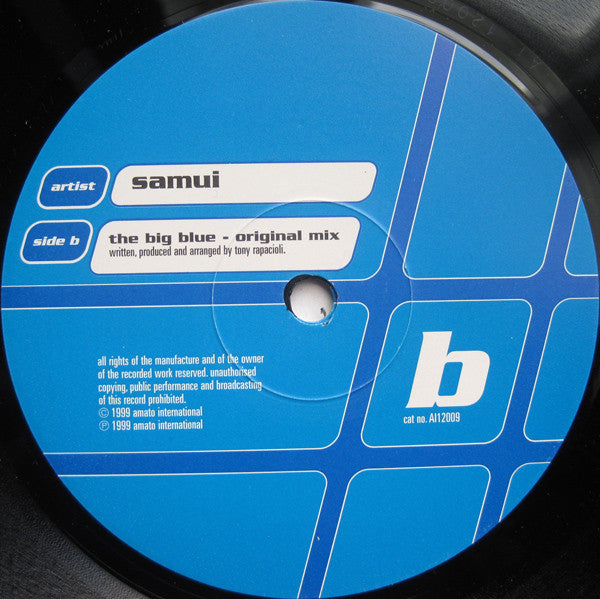 artist
samui
side b
the big blue - original mix
written, produced and arranged by tony rapacioli.
all rights of the manufacture and of the owner
of the recorded work reserved. unauthorised
copying, public performance and broadcasting
of this record prohibited.
© 1999 amato international
℗ 1999 amato international
b
cat no. AI12009